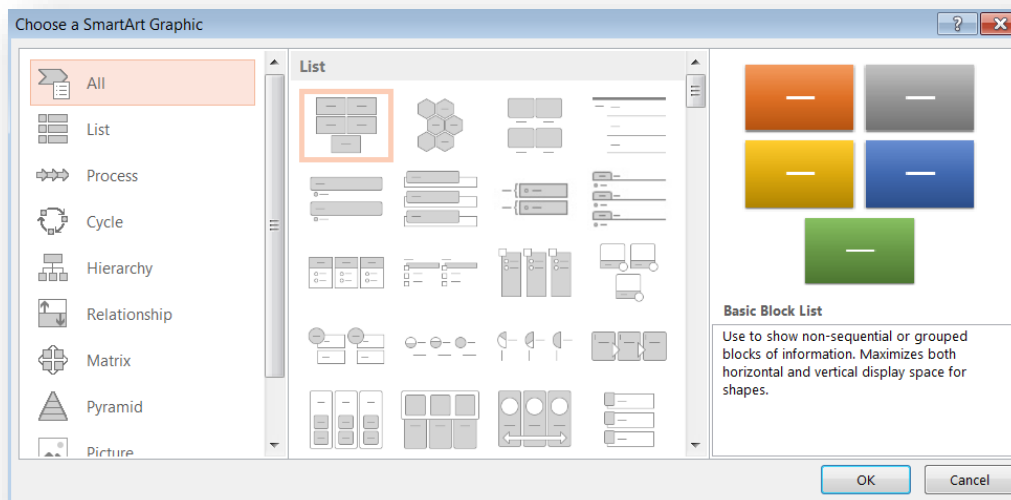 Choose a SmartArt Graphic
?
All
List
Process
Cycle
Hierarchy
Relationship
Matrix
Pyramid
Picture
List
Basic Block List
Use to show non-sequential or grouped
blocks of information. Maximizes both
horizontal and vertical display space for
shapes.
OK
Cancel